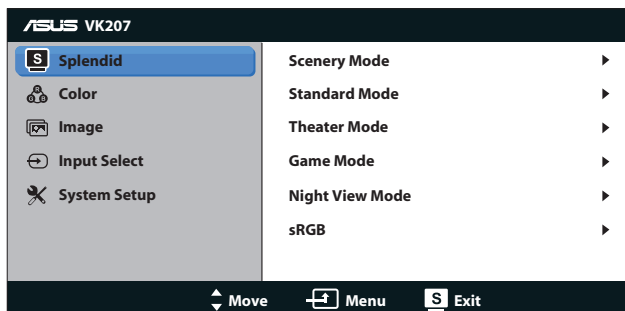 ASUS VK207
S Splendid
Color
Image
Input Select
System Setup
Scenery Mode
Standard Mode
Theater Mode
Game Mode
Night View Mode
sRGB
Move Menu S Exit